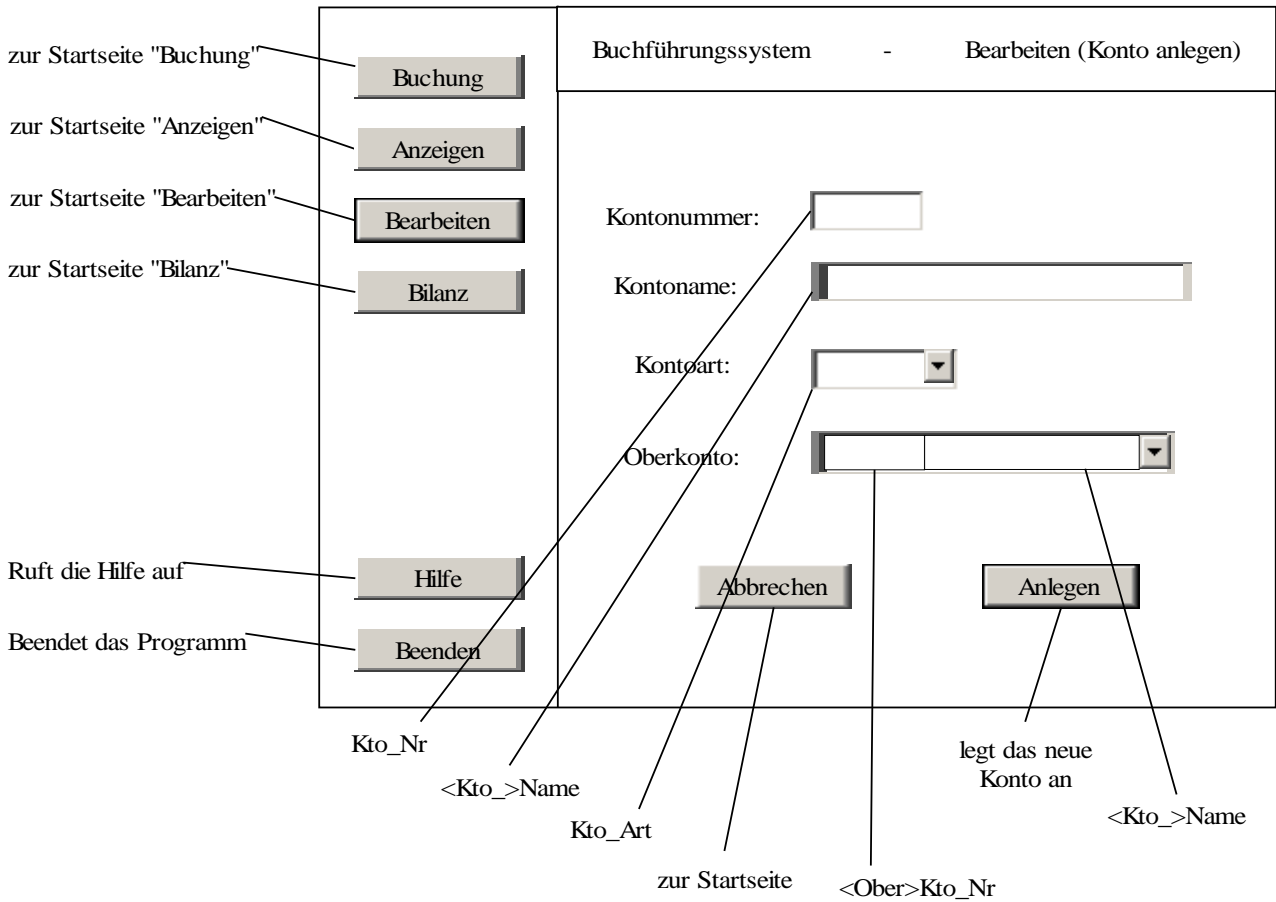 zur Startseite "Buchung"
Buchung
Buchführungssystem - Bearbeiten (Konto anlegen)
zur Startseite "Anzeigen"
Anzeigen
zur Startseite "Bearbeiten"
Bearbeiten
Kontonummer:
zur Startseite "Bilanz"
Bilanz
Kontoname:
Kontoart:
Oberkonto:
Ruft die Hilfe auf
Hilfe
Abbrechen
Anlegen
Beendet das Programm
Beenden
Kto_Nr
legt das neue
Konto an
<Kto_>Name
<Kto_>Name
Kto_Art
zur Startseite
<Ober>Kto_Nr